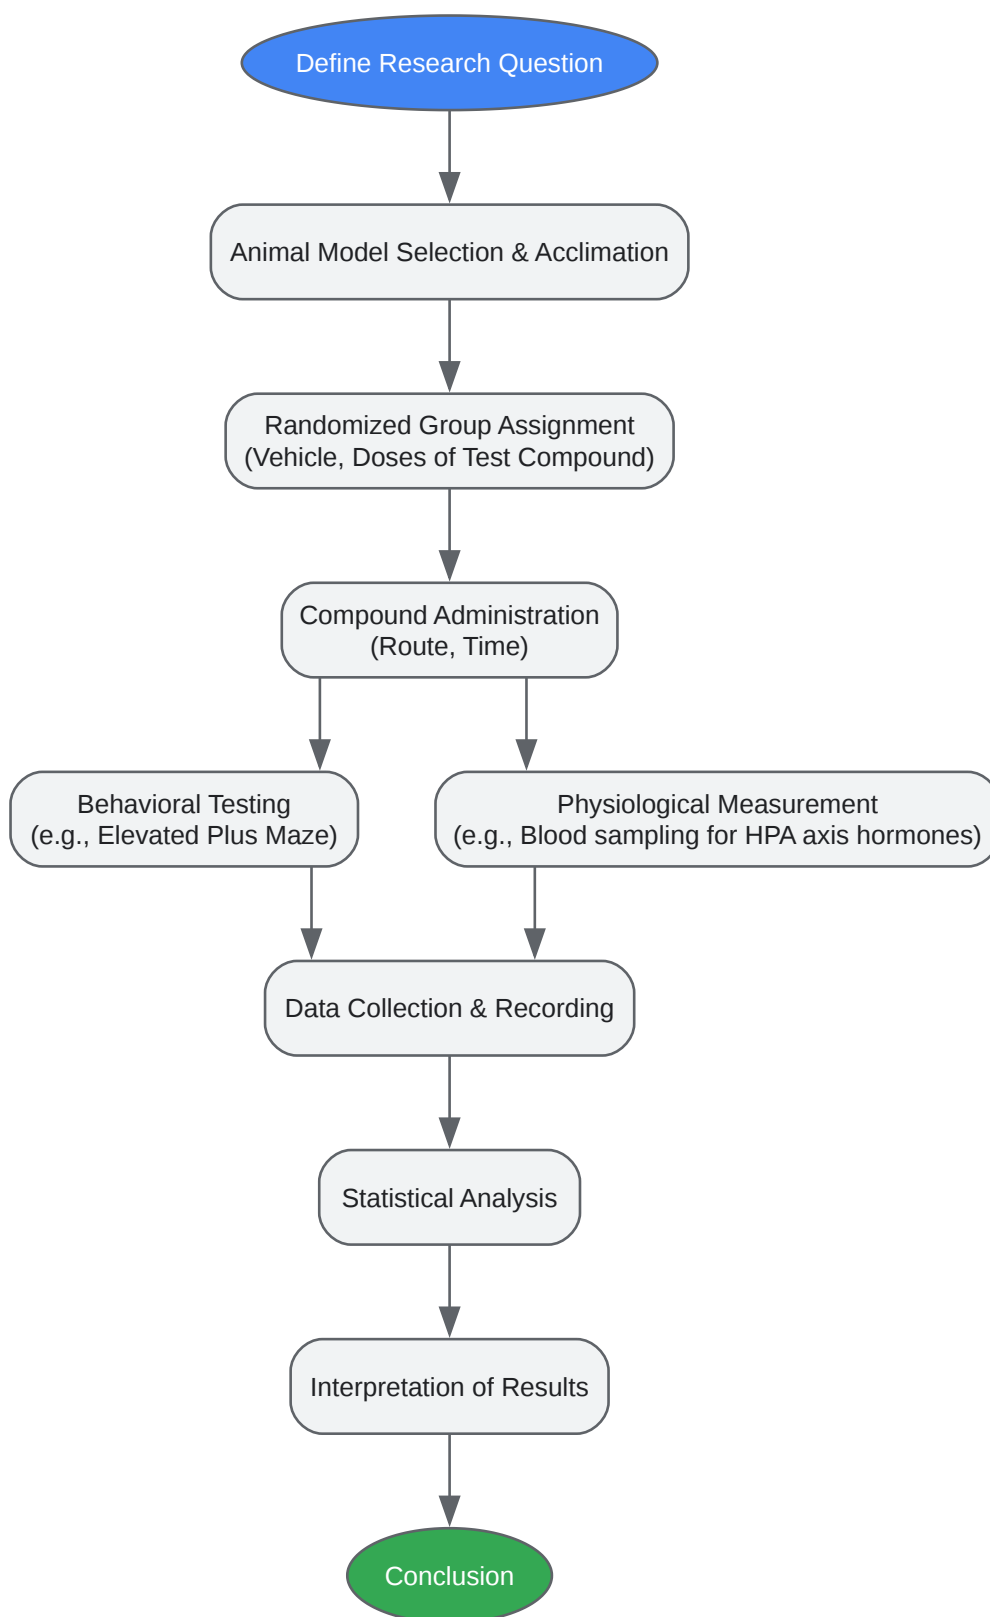 Define Research Question
Animal Model Selection & Acclimation
Randomized Group Assignment
(Vehicle, Doses of Test Compound)
Compound Administration
(Route, Time)
Behavioral Testing
(e.g., Elevated Plus Maze)
Physiological Measurement
(e.g., Blood sampling for HPA axis hormones)
Data Collection & Recording
Statistical Analysis
Interpretation of Results
Conclusion